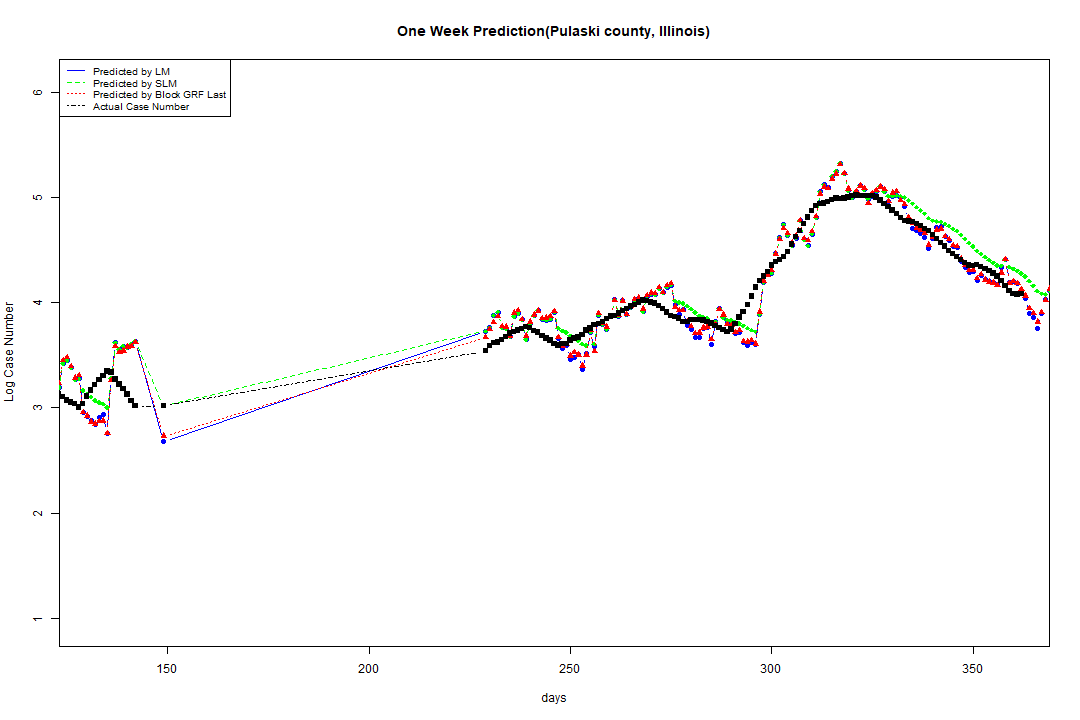 One Week Prediction(Pulaski county, Illinois)
Predicted by LM
Predicted by SLM
Predicted by Block GRF Last
Actual Case Number
Log Case Number
6
5
4
3
2
1
150 200 250 300 350
days